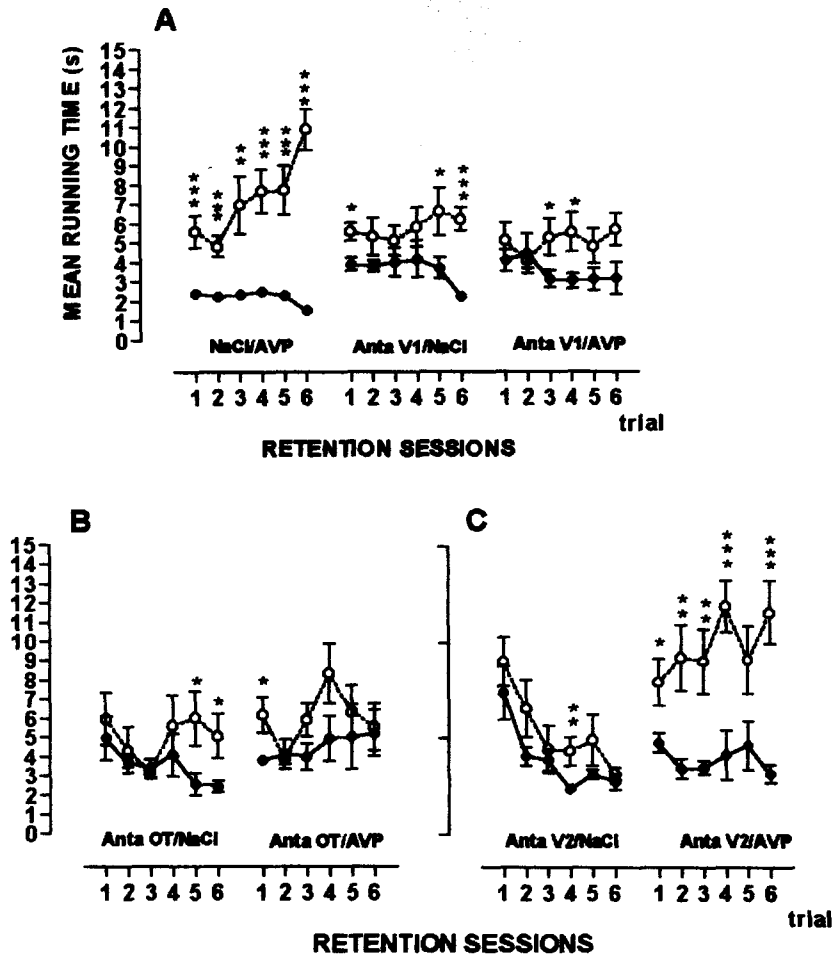 A
MEAN RUNNING TIME (s)
15
14
13
12
11
10
9
8
7
6
5
4
3
2
1
0
*** *** ** *** *** ***
* * ***
* *
NaCl/AVP Anta V1/NaCl Anta V1/AVP
1 2 3 4 5 6 1 2 3 4 5 6 1 2 3 4 5 6
trial
RETENTION SESSIONS
B C
15
14
13
12
11
10
9
8
7
6
5
4
3
2
1
0
* *
*
**
* ** ** *** ***
Anta OT/NaCl Anta OT/AVP Anta V2/NaCl Anta V2/AVP
1 2 3 4 5 6 1 2 3 4 5 6 1 2 3 4 5 6 1 2 3 4 5 6
trial
RETENTION SESSIONS